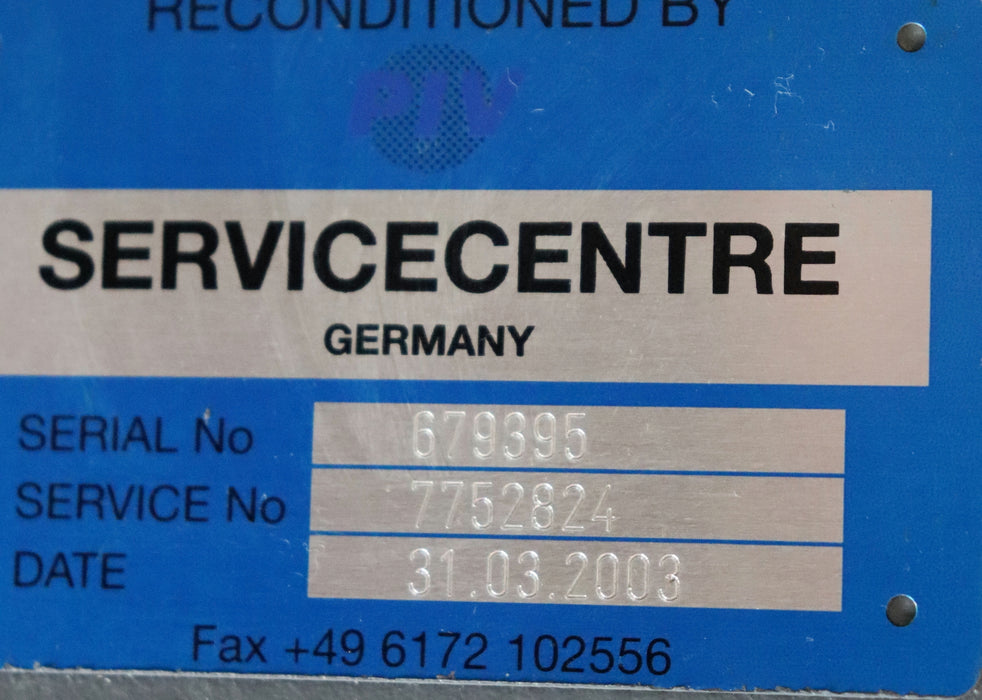 RECONDITIONED BY
PIV
SERVICECENTRE
GERMANY
SERIAL No 679395
SERVICE No 7752824
DATE 31.03.2003
Fax +49 6172 102556